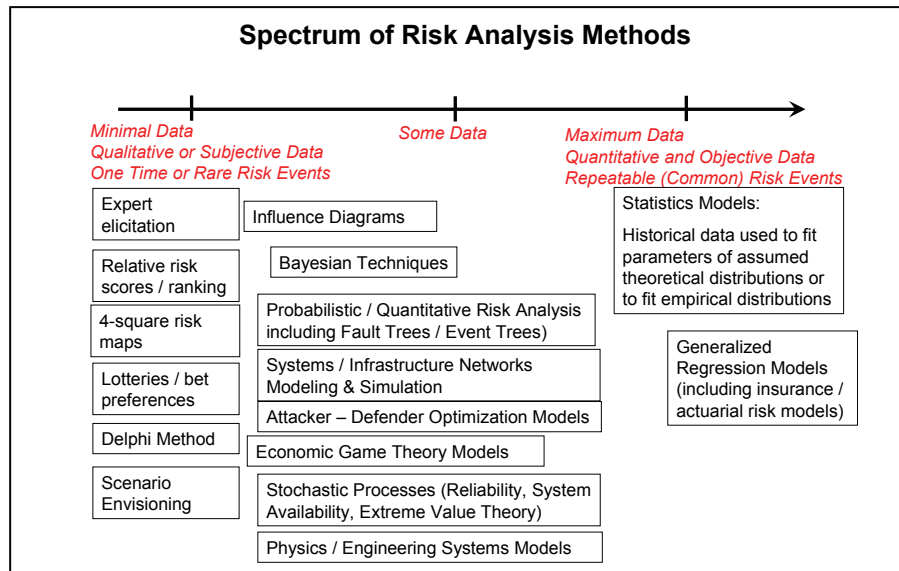 Spectrum of Risk Analysis Methods
Minimal Data
Qualitative or Subjective Data
One Time or Rare Risk Events
Some Data
Maximum Data
Quantitative and Objective Data
Repeatable (Common) Risk Events
Expert
elicitation
Relative risk
scores / ranking
4-square risk
maps
Lotteries / bet
preferences
Delphi Method
Scenario
Envisioning
Influence Diagrams
Bayesian Techniques
Probabilistic / Quantitative Risk Analysis
including Fault Trees / Event Trees)
Systems / Infrastructure Networks
Modeling & Simulation
Attacker – Defender Optimization Models
Economic Game Theory Models
Stochastic Processes (Reliability, System
Availability, Extreme Value Theory)
Physics / Engineering Systems Models
Statistics Models:
Historical data used to fit
parameters of assumed
theoretical distributions or
to fit empirical distributions
Generalized
Regression Models
(including insurance /
actuarial risk models)